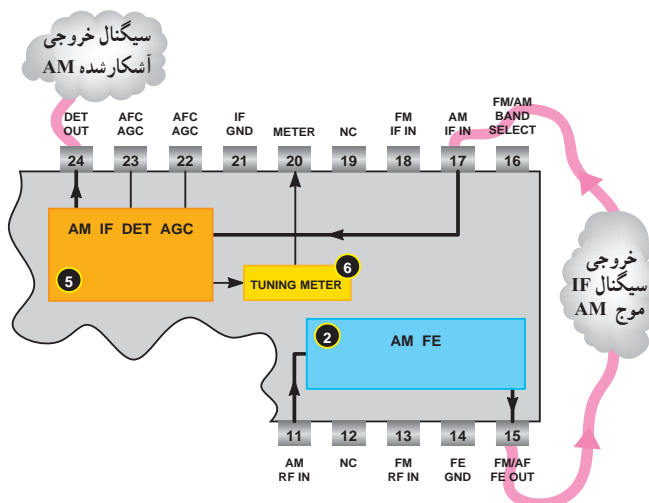 سیگنال خروجی
آشکارشده AM
DET
OUT
AFC
AGC
AFC
AGC
IF
GND
METER
NC
FM
IF IN
AM
IF IN
FM/AM
BAND
SELECT
24
23
22
21
20
19
18
17
16
AM IF DET AGC
5
TUNING METER
6
خروجی
سیگنال IF
موج AM
2
AM FE
11
12
13
14
15
AM
RF IN
NC
FM
RF IN
FE
GND
FM/AF
FE OUT